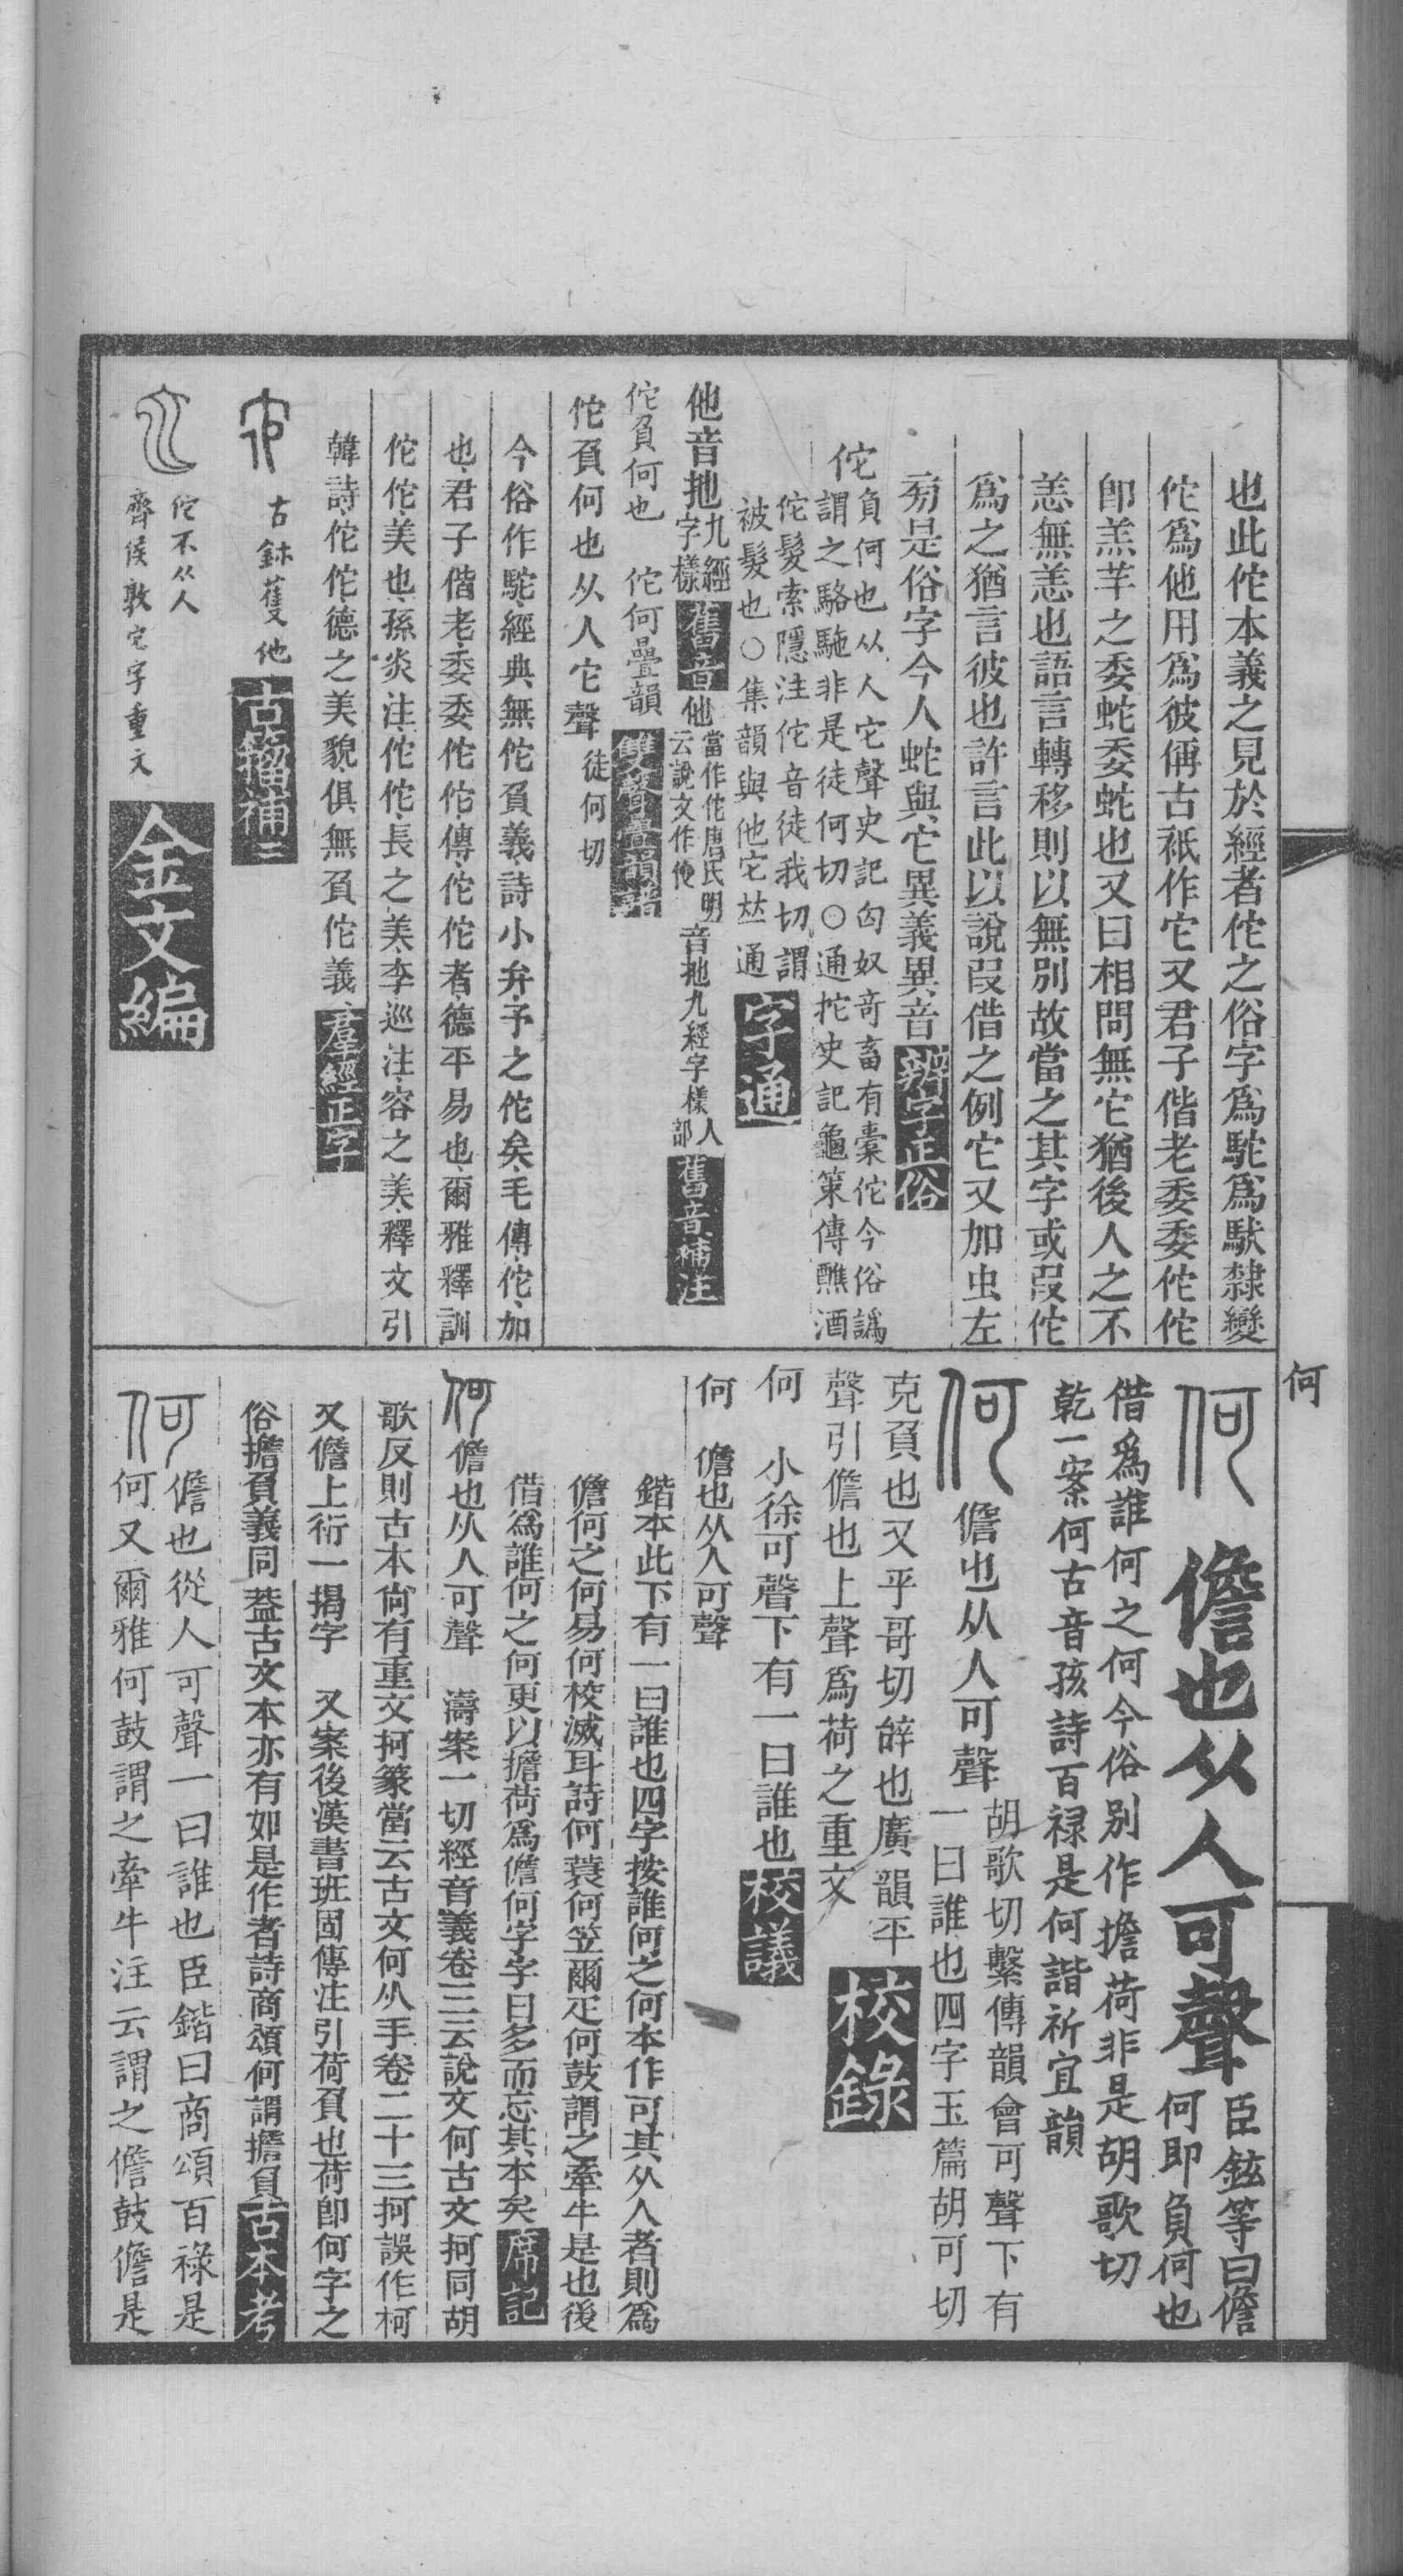 也此佗本義之見於經者佗之俗字爲駝爲馱隸變
佗爲他用爲彼偁古祇作它又君子偕老委委佗佗
卽羔羊之委蛇委蛇也又曰相問無它猶後人之不
恙無恙也語言轉移則以無別故當之其字或叚佗
爲之猶言彼也許言此以說叚借之例它又加虫左
㫄是俗字今人蛇與它異義異音 辨字正俗
佗
負何也从人它聲史記匈奴奇畜有橐佗今俗譌
謂之駱駞非是徒何切○通拕史記龜策傳醮酒
佗髮索隱注佗音徒我切謂
被髮也○集韻與他它竝通 字通
他音拖
九經
字樣
舊音
他
當作佗唐氏明
云說文作
音拖九經字樣
人
部
舊音補注
佗負何也 佗何疊韻 雙聲疊韻譜
佗負何也从人它聲 徒何切
今俗作駝經典無佗負義詩小弁予之佗矣毛傳佗加
也君子偕老委委佗佗傳佗佗者德平易也爾雅釋訓
佗佗美也孫炎注佗佗長之美李巡注容之美釋文引
韓詩佗佗德之美貌俱無負佗義 羣經正字
古鉢 他 古籀補二
佗不从人
齊侯敦它字重文
金文編
何
何 儋也从人可聲
臣鉉等曰儋
何卽負何也
借爲誰何之何今俗別作擔荷非是胡歌切
乾一案何古音孩詩百祿是何諧祈宜韻
何 儋也从人可聲
胡歌切繫傳韻會可聲下有
一曰誰也四字玉篇胡可切
克負也又乎哥切辭也廣韻平
聲引儋也上聲爲荷之重文
校錄
何 小徐可聲下有一曰誰也 校議
何 儋也从人可聲
鍇本此下有一曰誰也四字按誰何之何本作可其从人者則爲
儋何之何易何校滅耳詩何蓑何笠爾疋何鼓謂之牽牛是也後
借爲誰何之何更以擔荷爲儋何字字日多而忘其本矣 席記
何 儋也从人可聲 濤案一切經音義卷三云說文何古文抲同胡
歌反則古本尙有重文抲篆當云古文何从手卷二十三抲誤作柯
又儋上衍一揭字 又案後漢書班固傳注引荷負也荷卽何字之
俗擔負義同葢古文本亦有如是作者詩商頌何謂擔負 古本考
何
儋也從人可聲一曰誰也臣鍇曰商頌百祿是
何又爾雅何鼓謂之牽牛注云謂之儋鼓儋是